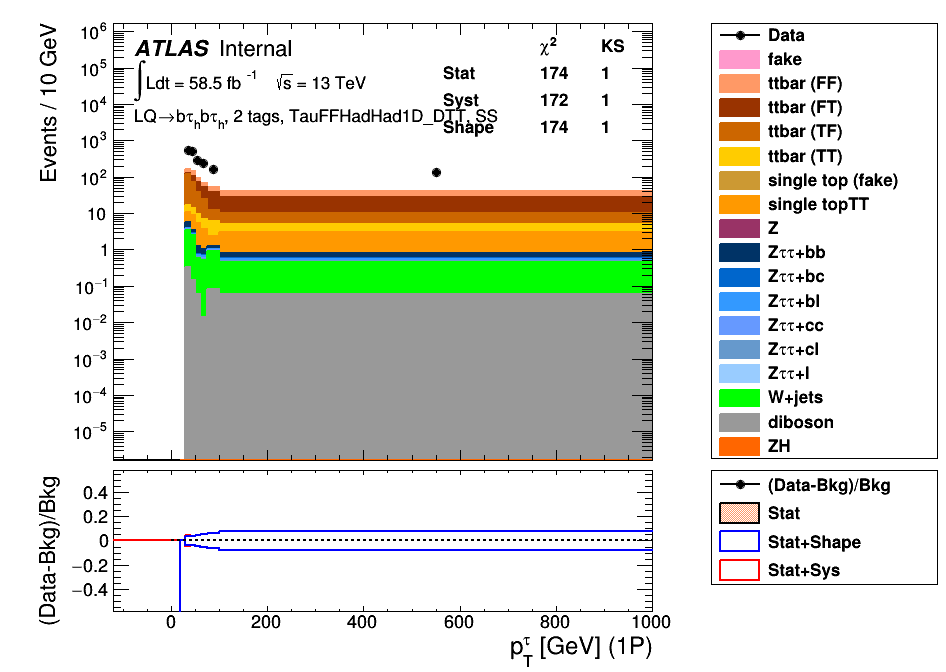 ATLAS Internal
∫Ldt = 58.5 fb⁻¹ √s = 13 TeV
LQ→bτₕbτₕ, 2 tags, TauFFHadHad1D_DTT, SS
χ² KS
Stat 174 1
Syst 172 1
Shape 174 1
Events / 10 GeV
10⁶
10⁵
10⁴
10³
10²
10
1
10⁻¹
10⁻²
10⁻³
10⁻⁴
10⁻⁵
Data
fake
ttbar (FF)
ttbar (FT)
ttbar (TF)
ttbar (TT)
single top (fake)
single topTT
Z
Zττ+bb
Zττ+bc
Zττ+bl
Zττ+cc
Zττ+cl
Zττ+l
W+jets
diboson
ZH
(Data-Bkg)/Bkg
0.4
0.2
0
−0.2
−0.4
0 200 400 600 800 1000
p_T^τ [GeV] (1P)
(Data-Bkg)/Bkg
Stat
Stat+Shape
Stat+Sys